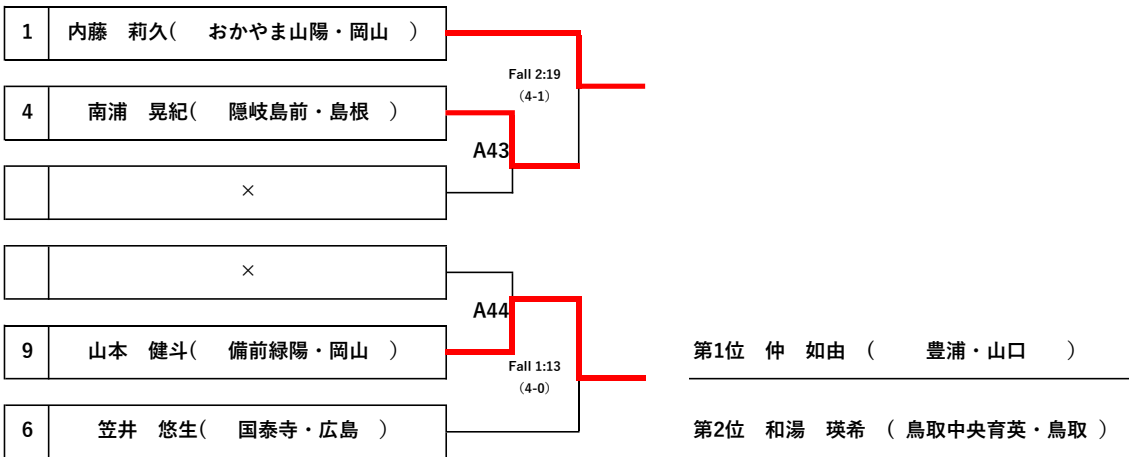 1 内藤 莉久( おかやま山陽・岡山 )
Fall 2:19
(4-1)
4 南浦 晃紀( 隠岐島前・島根 )
A43
×
×
A44
9 山本 健斗( 備前緑陽・岡山 )
Fall 1:13
(4-0)
第1位 仲 如由 ( 豊浦・山口 )
6 笠井 悠生( 国泰寺・広島 )
第2位 和湯 瑛希 ( 鳥取中央育英・鳥取 )